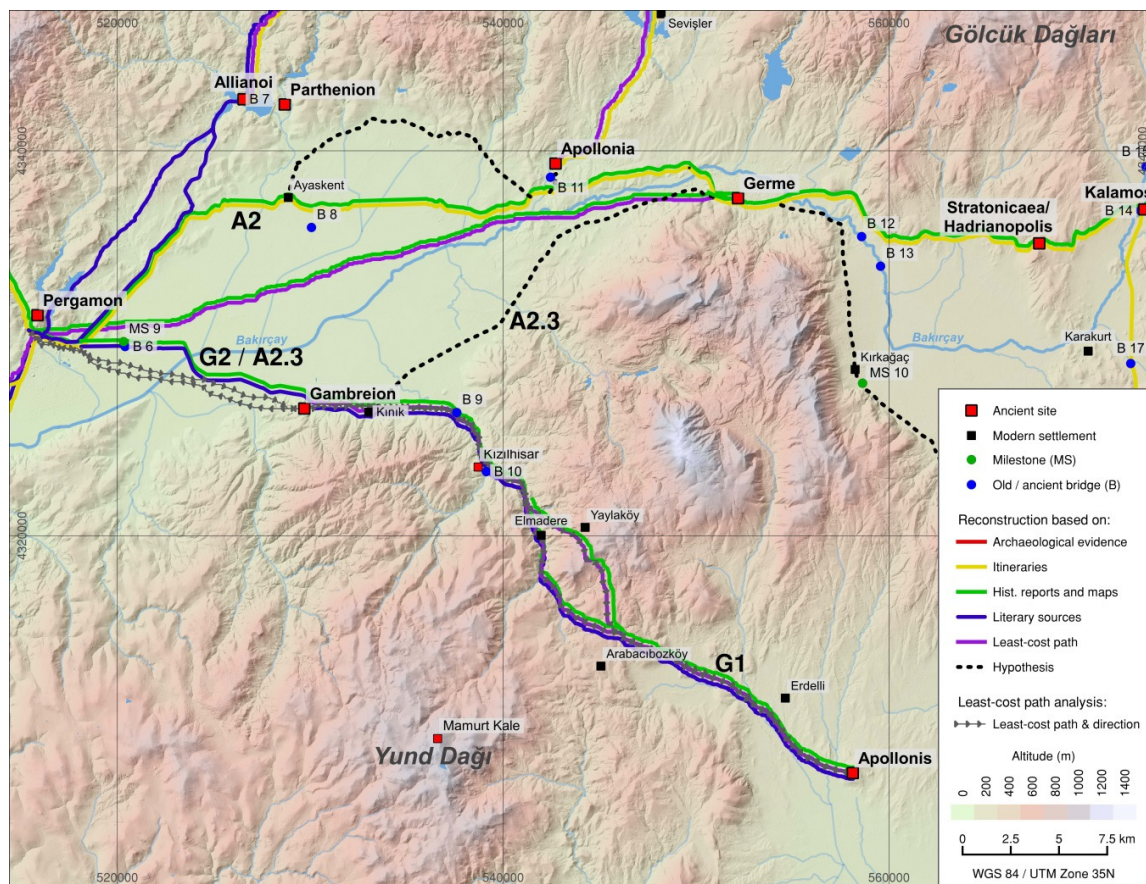 520000
540000
560000
Sevişler
Gölcük Dağları
Allianoi
B 7
Parthenion
4340000
Apollonia
B 11
Ayaskent
A2
B 8
Germe
B 12
B 13
Stratonicaea/
Hadrianopolis
Kalamos
B 14
Pergamon
MS 9
B 6
Bakırçay
G2 / A2.3
A2.3
Bakırçay
Karakurt
B 17
Kırkağaç
MS 10
Gambreion
Kınık
B 9
Kızılhisar
B 10
4320000
Elmadere
Yaylaköy
Arabacıbozköy
G1
Erdelli
Mamurt Kale
Yund Dağı
Apollonis
Ancient site
Modern settlement
Milestone (MS)
Old / ancient bridge (B)
Reconstruction based on:
Archaeological evidence
Itineraries
Hist. reports and maps
Literary sources
Least-cost path
Hypothesis
Least-cost path analysis:
Least-cost path & direction
Altitude (m)
0 200 400 600 800 1000 1200 1400
0 2.5 5 7.5 km
WGS 84 / UTM Zone 35N
520000
540000
560000